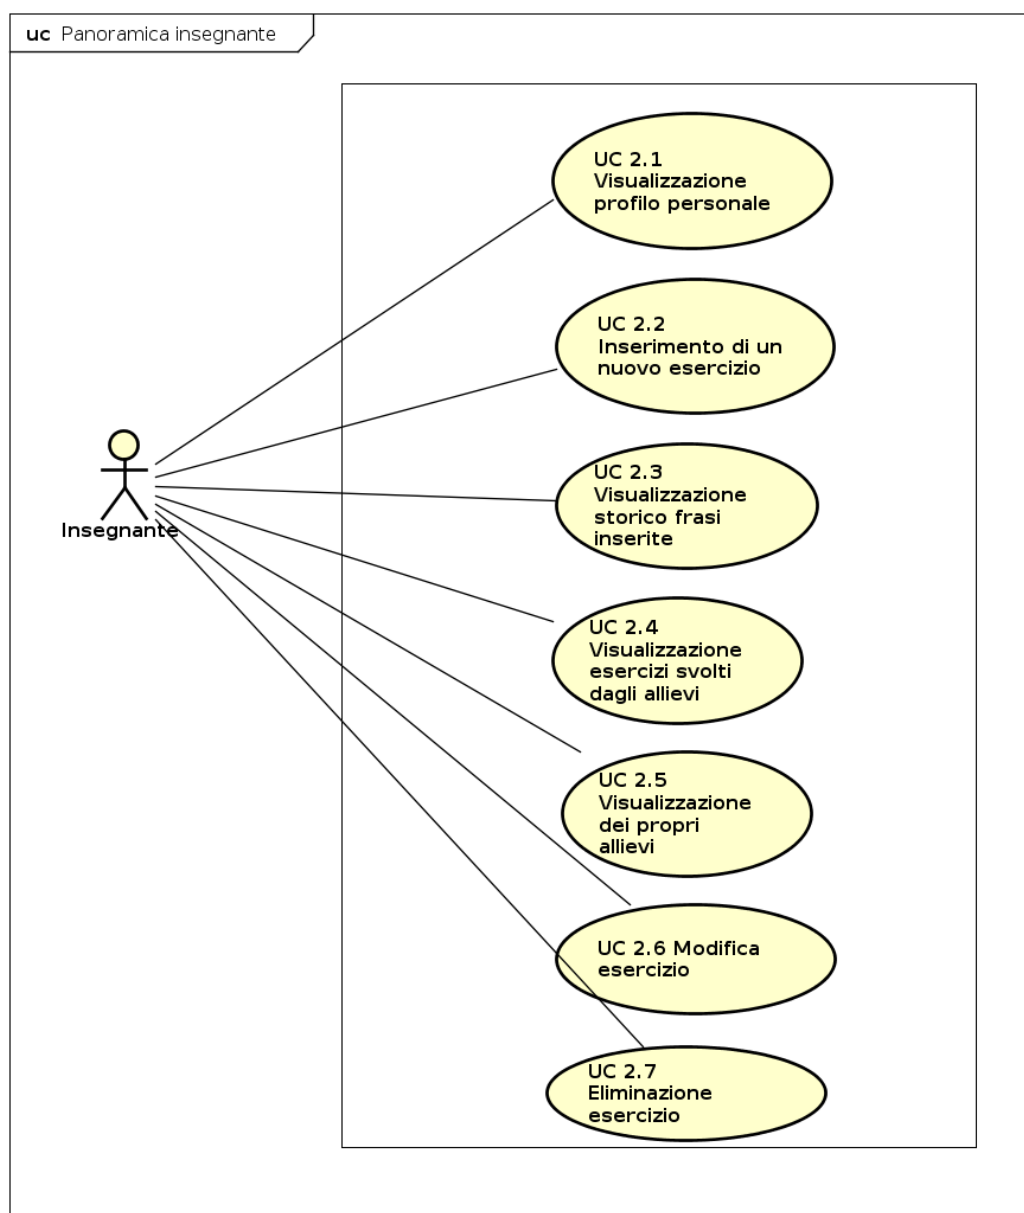 uc Panoramica insegnante
UC 2.1
Visualizzazione
profilo personale
UC 2.2
Inserimento di un
nuovo esercizio
UC 2.3
Visualizzazione
storico frasi
inserite
Insegnante
UC 2.4
Visualizzazione
esercizi svolti
dagli allievi
UC 2.5
Visualizzazione
dei propri
allievi
UC 2.6 Modifica
esercizio
UC 2.7
Eliminazione
esercizio